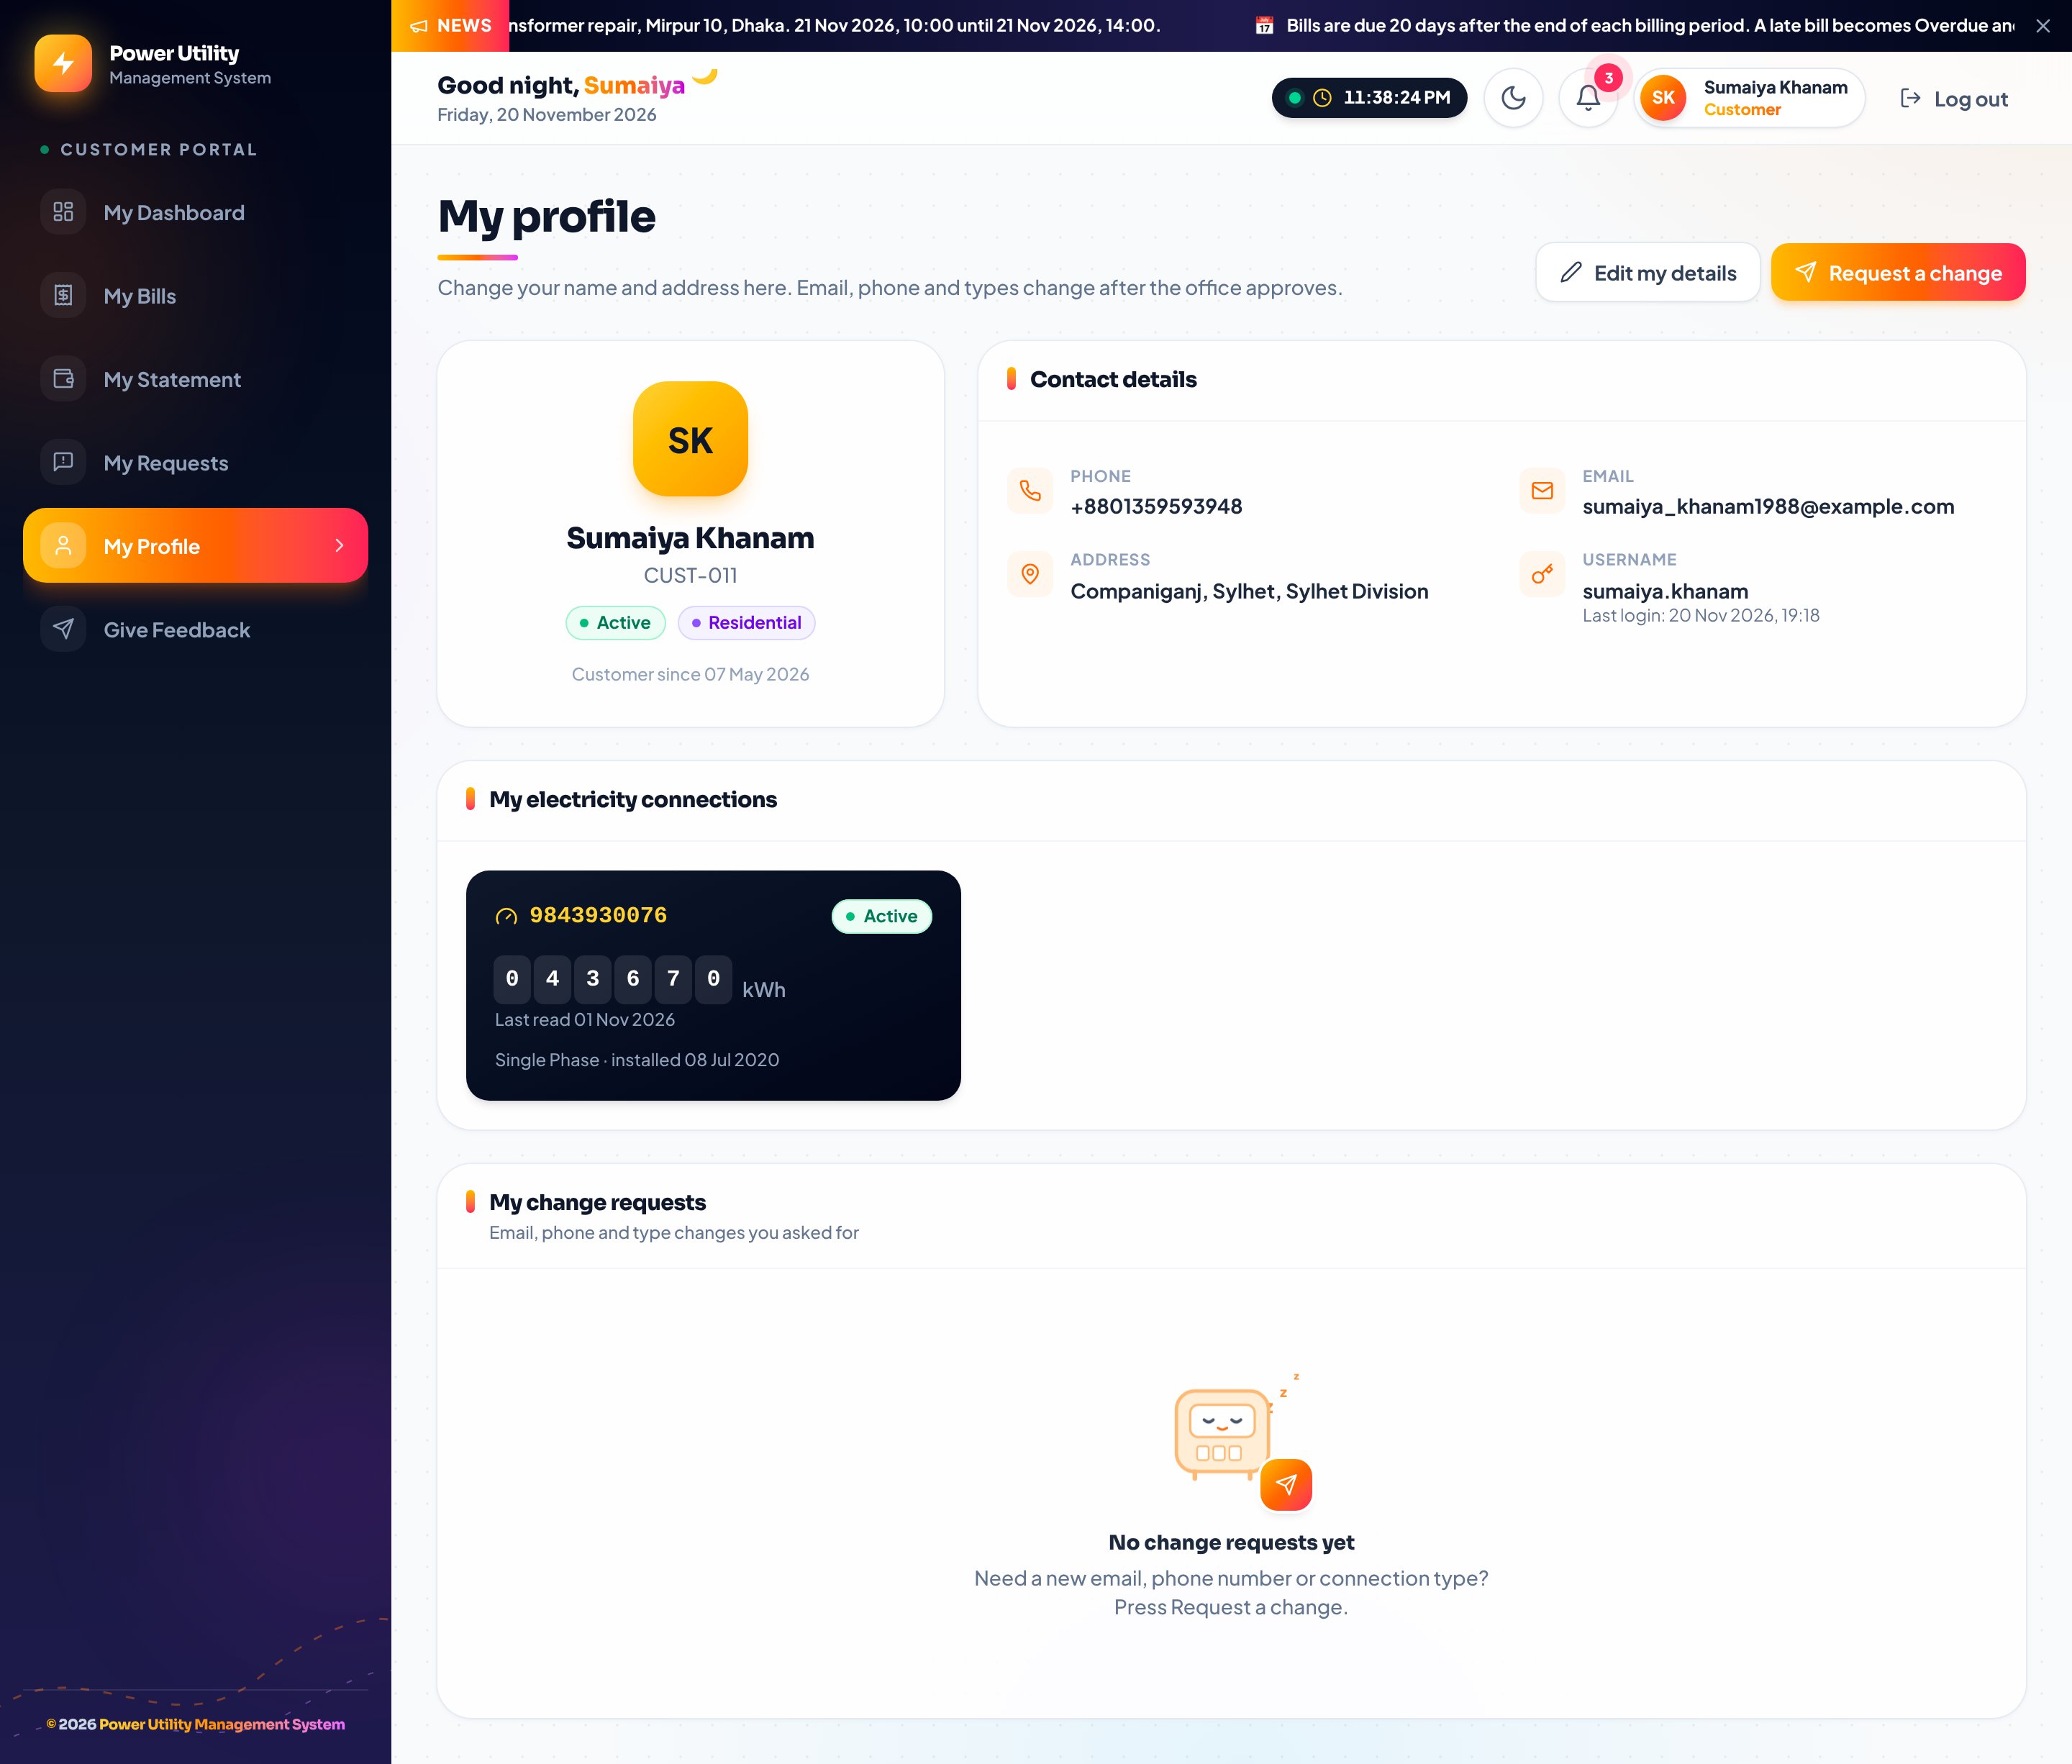 Power Utility
Management System
CUSTOMER PORTAL
My Dashboard
My Bills
My Statement
My Requests
My Profile
Give Feedback
© 2026 Power Utility Management System
NEWS
repair, Mirpur 10, Dhaka. 21 Nov 2026, 10:00 until 21 Nov 2026, 14:00.
Bills are due 20 days after the end of each billing period. A late bill becomes Overdue
Good night, Sumaiya
Friday, 20 November 2026
11:38:24 PM
3
SK
Sumaiya Khanam
Customer
Log out
My profile
Change your name and address here. Email, phone and types change after the office approves.
Edit my details
Request a change
SK
Sumaiya Khanam
CUST-011
Active
Residential
Customer since 07 May 2026
Contact details
PHONE
+8801359593948
EMAIL
sumaiya_khanam1988@example.com
ADDRESS
Companiganj, Sylhet, Sylhet Division
USERNAME
sumaiya.khanam
Last login: 20 Nov 2026, 19:18
My electricity connections
9843930076
Active
0 4 3 6 7 0 kWh
Last read 01 Nov 2026
Single Phase · installed 08 Jul 2020
My change requests
Email, phone and type changes you asked for
z
z
z
No change requests yet
Need a new email, phone number or connection type?
Press Request a change.